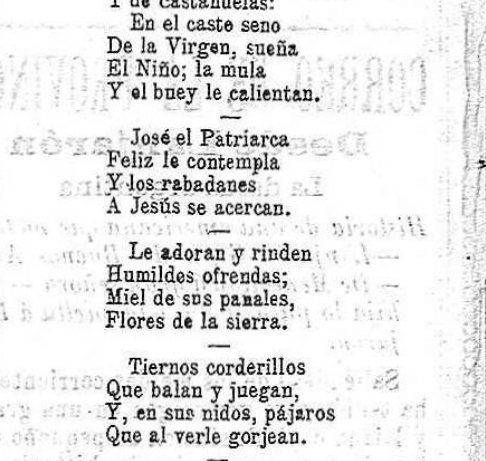 Y de castañuelas:
En el casto seno
De la Virgen, sueña
El Niño; la mula
Y el buey le calientan.
José el Patriarca
Feliz le contempla
Y los rabadanes
A Jesús se acercan.
Le adoran y rinden
Humildes ofrendas;
Miel de sus panales,
Flores de la sierra.
Tiernos corderillos
Que balan y juegan,
Y, en sus nidos, pájaros
Que al verle gorjean.